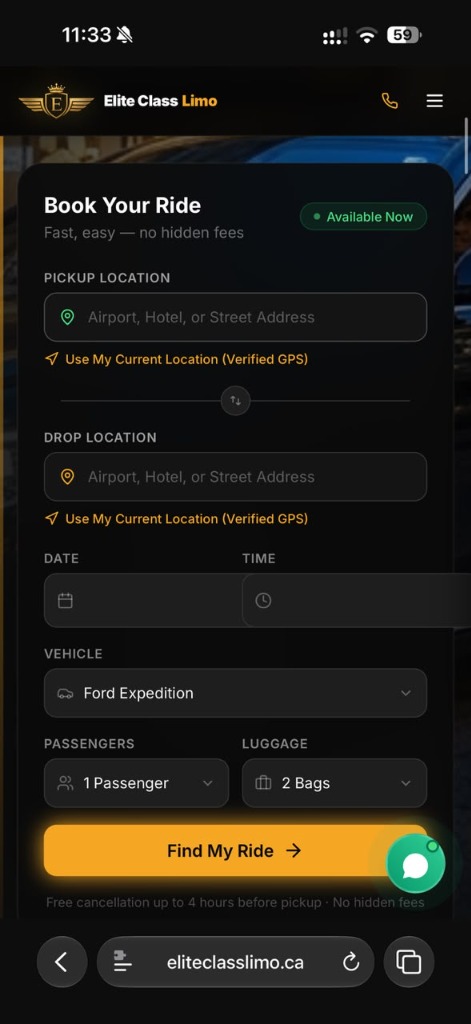 11:33
59
E
Elite Class Limo
Book Your Ride
Available Now
Fast, easy — no hidden fees
PICKUP LOCATION
Airport, Hotel, or Street Address
Use My Current Location (Verified GPS)
DROP LOCATION
Airport, Hotel, or Street Address
Use My Current Location (Verified GPS)
DATE TIME
VEHICLE
Ford Expedition
PASSENGERS LUGGAGE
1 Passenger 2 Bags
Find My Ride →
Free cancellation up to 4 hours before pickup · No hidden fees
eliteclasslimo.ca